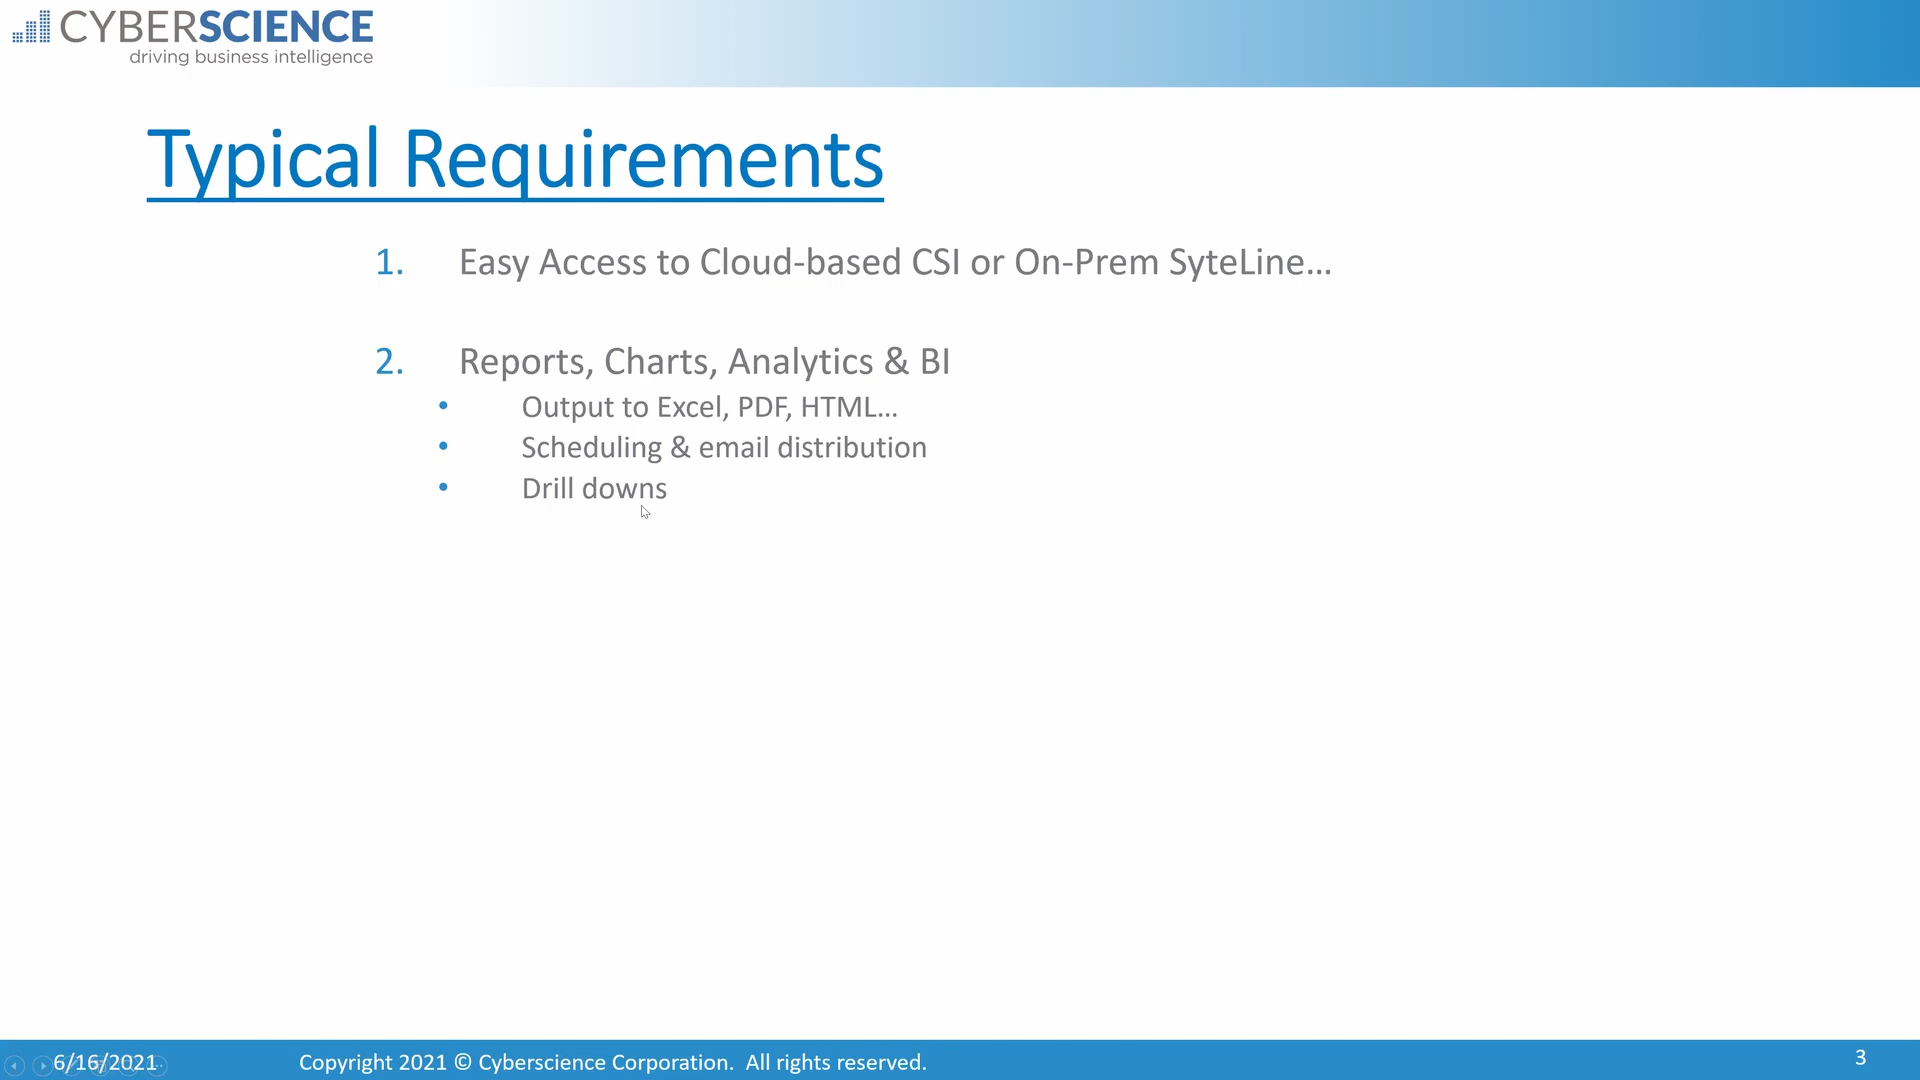 CYBERSCIENCE
driving business intelligence
Typical Requirements
1. Easy Access to Cloud-based CSI or On-Prem SyteLine…
2. Reports, Charts, Analytics & BI
• Output to Excel, PDF, HTML…
• Scheduling & email distribution
• Drill downs
6/16/2021
Copyright 2021 © Cyberscience Corporation. All rights reserved.
3